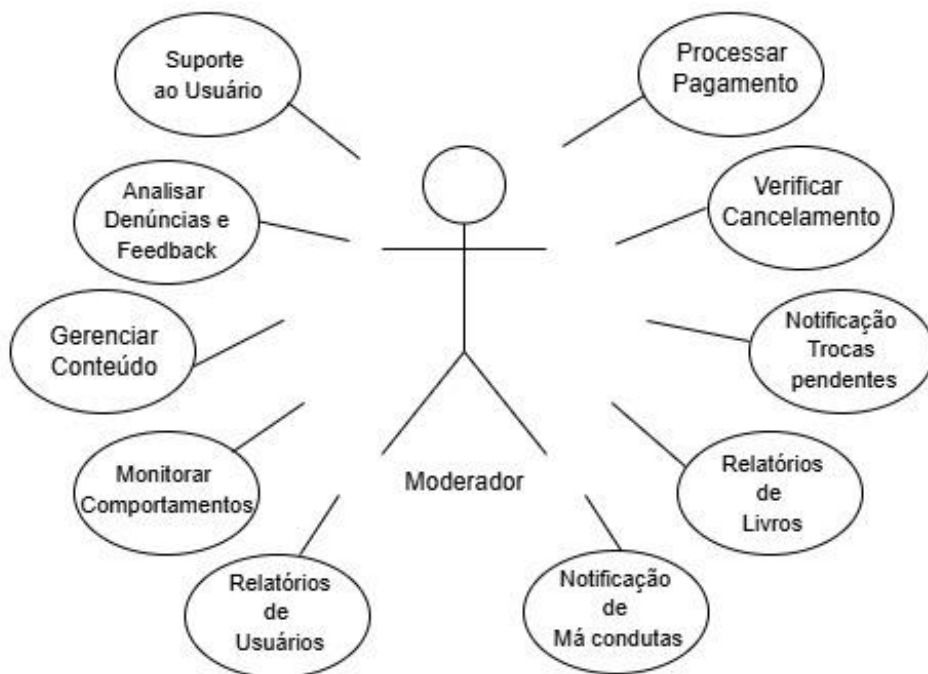 Suporte
ao Usuário
Processar
Pagamento
Analisar
Denúncias e
Feedback
Verificar
Cancelamento
Gerenciar
Conteúdo
Notificação
Trocas
pendentes
Monitorar
Comportamentos
Moderador
Relatórios
de
Livros
Relatórios
de
Usuários
Notificação
de
Má condutas